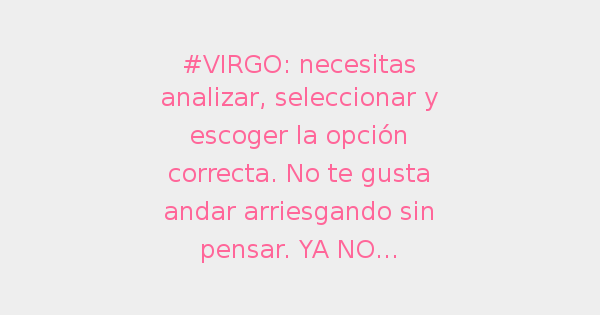 #VIRGO: necesitas
analizar, seleccionar y
escoger la opción
correcta. No te gusta
andar arriesgando sin
pensar. YA NO...